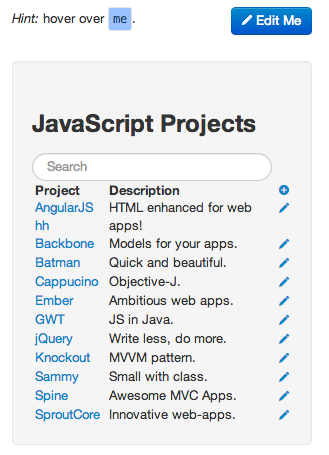 Hint: hover over me.
Edit Me
JavaScript Projects
Search
Project Description
AngularJS HTML enhanced for web
hh apps!
Backbone Models for your apps.
Batman Quick and beautiful.
Cappucino Objective-J.
Ember Ambitious web apps.
GWT JS in Java.
jQuery Write less, do more.
Knockout MVVM pattern.
Sammy Small with class.
Spine Awesome MVC Apps.
SproutCore Innovative web-apps.